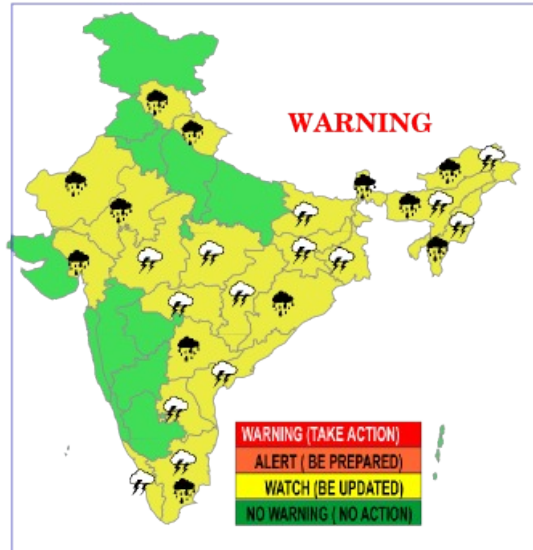 WARNING
WARNING (TAKE ACTION)
ALERT ( BE PREPARED)
WATCH (BE UPDATED)
NO WARNING ( NO ACTION)